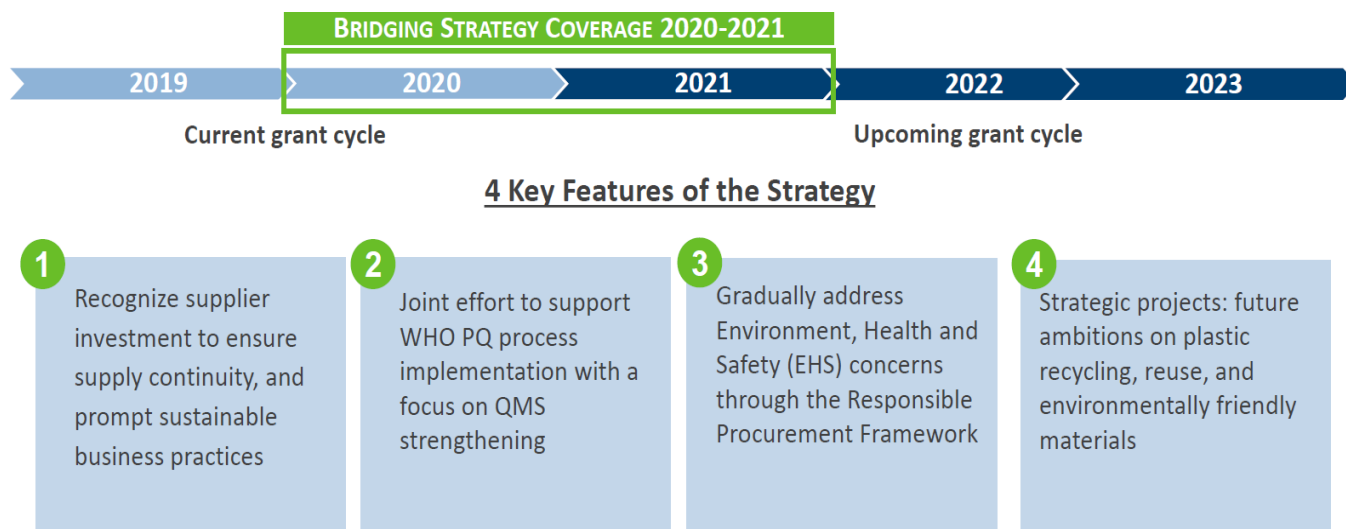 BRIDGING STRATEGY COVERAGE 2020-2021
2019
2020
2021
2022
2023
Current grant cycle
Upcoming grant cycle
4 Key Features of the Strategy
1
Recognize supplier
investment to ensure
supply continuity, and
prompt sustainable
business practices
2
Joint effort to support
WHO PQ process
implementation with a
focus on QMS
strengthening
3
Gradually address
Environment, Health and
Safety (EHS) concerns
through the Responsible
Procurement Framework
4
Strategic projects: future
ambitions on plastic
recycling, reuse, and
environmentally friendly
materials